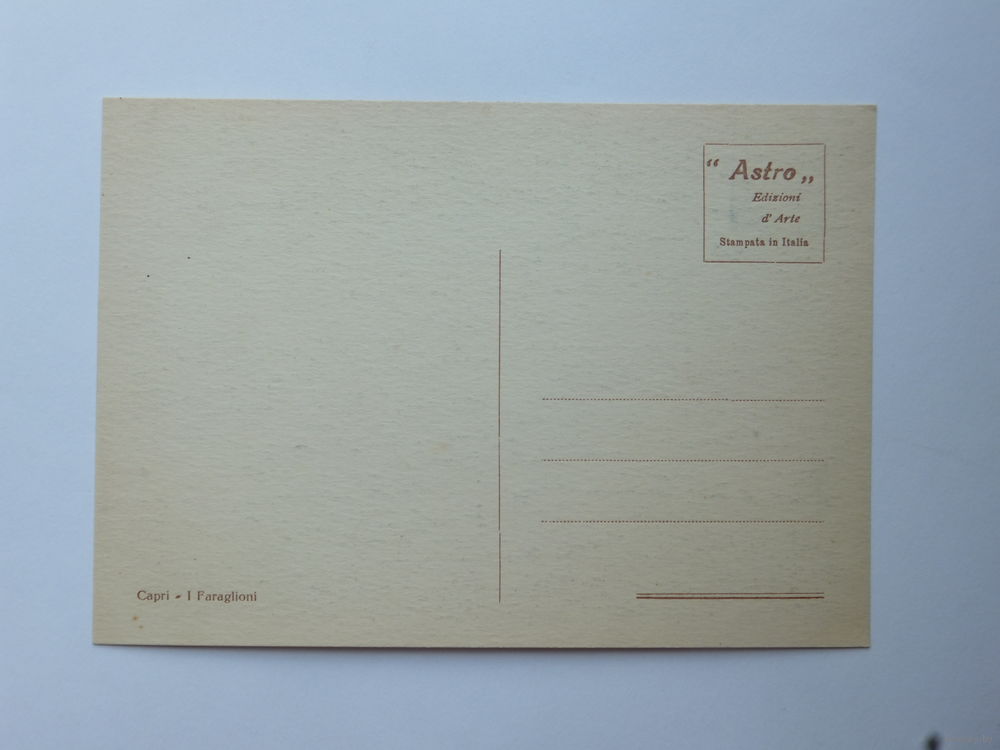 “ Astro „
Edizioni
d' Arte
Stampata in Italia
Capri - I Faraglioni